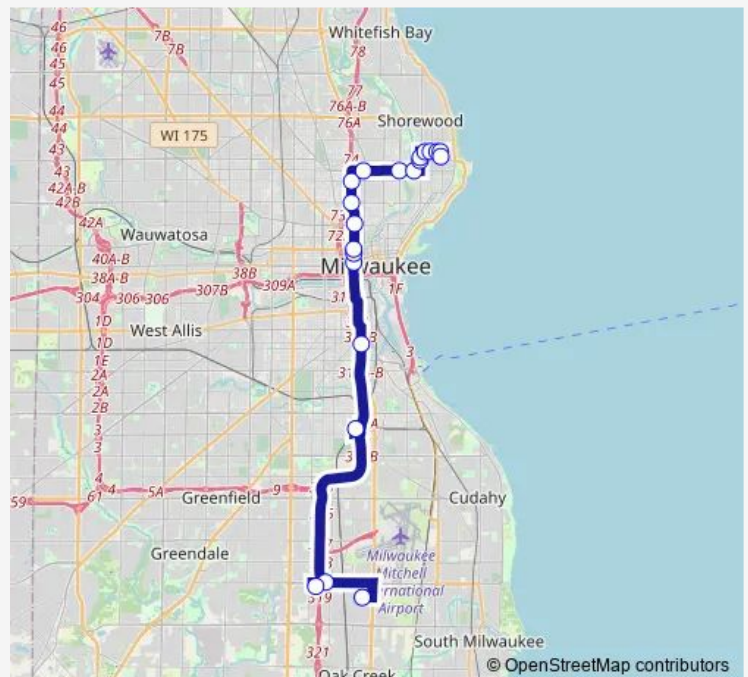 46
7B
Whitefish Bay
46
7B
78
45
45
77
44
76A-B
44
76A
Shorewood
WI 175
43
74
43
42A-B
42B
73
42A
Wauwatosa
72
40A-B
Milwaukee
38A-B
38B
304
306
306
307B
309A
31
1F
1D
West Allis
1D
3
1E
2A
-B
2A
2B
3
3
B
4
4
5A
9
59
61
Greenfield
Cudahy
Greendale
Milwaukee
Mitchell
International
Airport
319
321
South Milwaukee
Oak Creek
© OpenStreetMap contributors